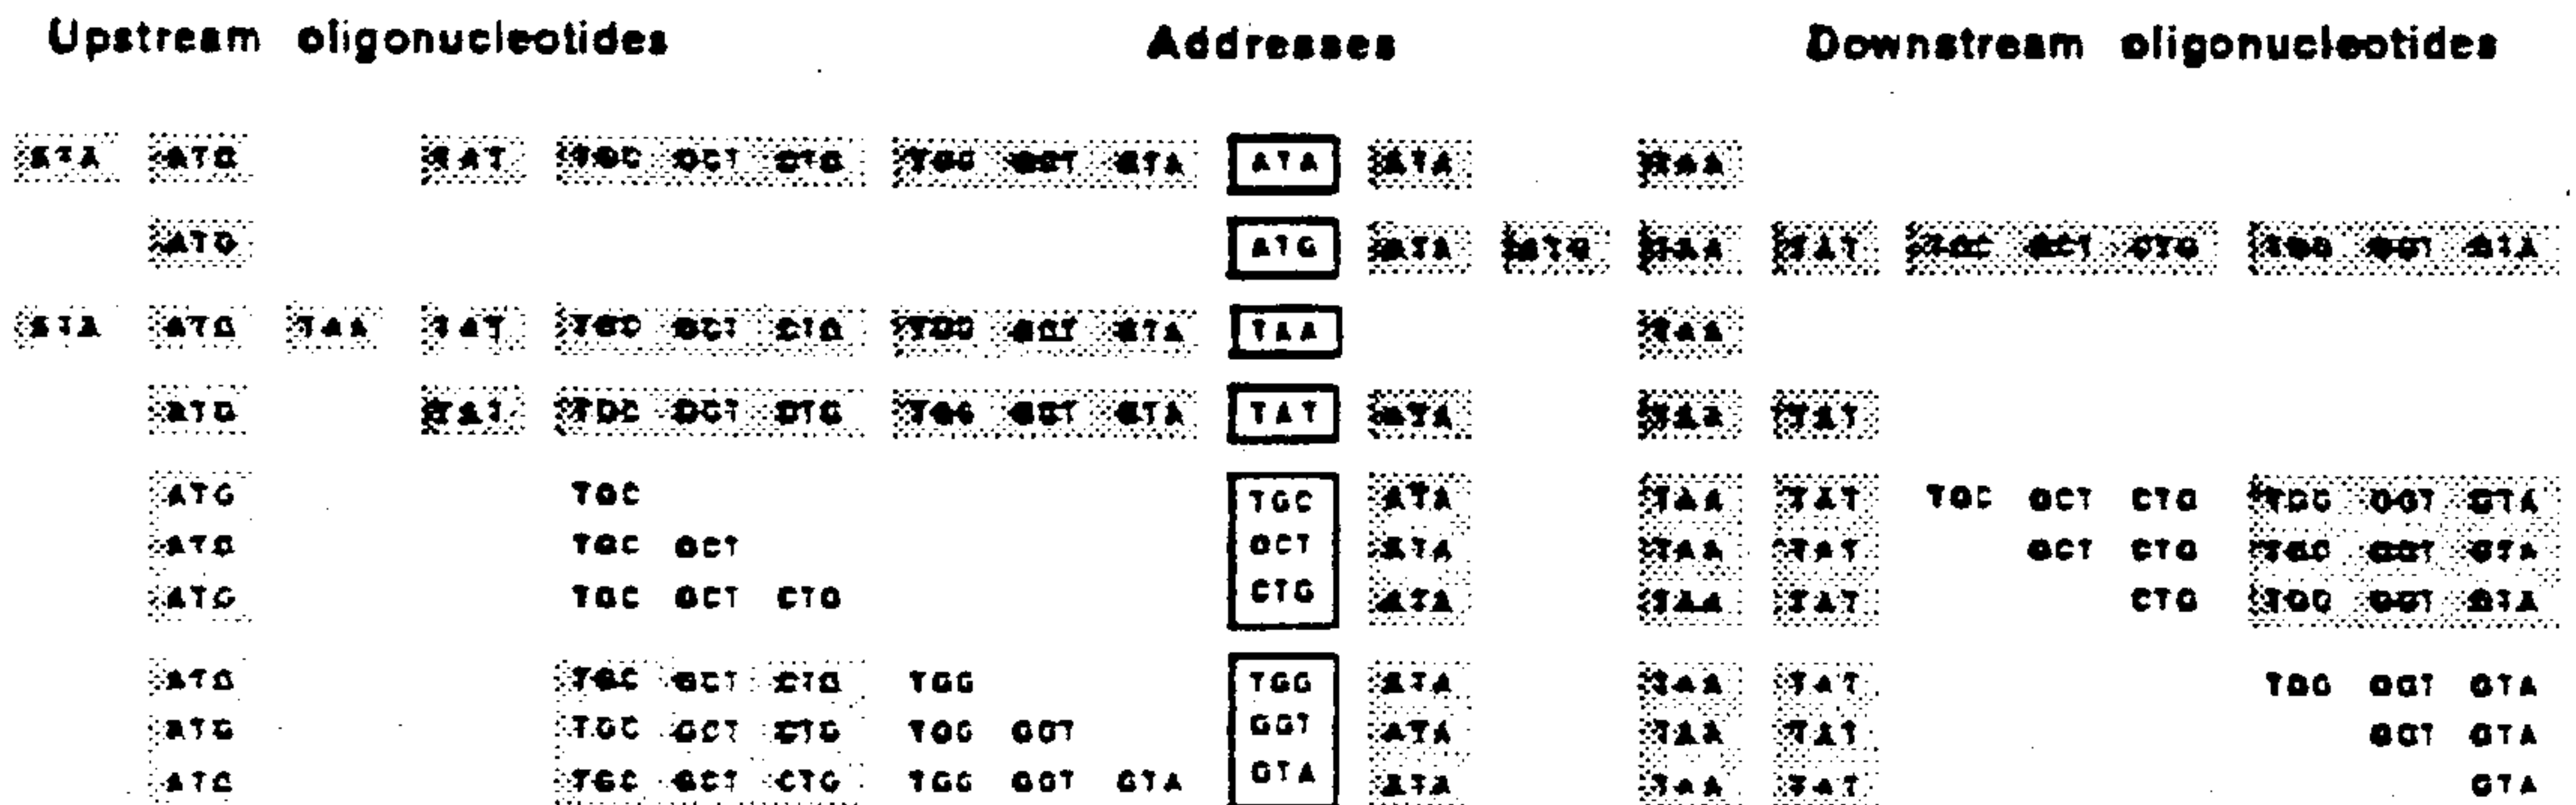 Upstream oligonucleotides Addresses Downstream oligonucleotides
ATA ATG TAT TGC GCT CTG TGG GGT GTA ATA ATA TAA
ATG ATG ATA ATG TAA TAT TGC GCT CTG TGG GGT GTA
ATA ATG TAA TAT TGC GCT CTG TGG GGT GTA TAA TAA
ATG TAT TGC GCT CTG TGG GGT GTA TAT ATA TAA TAT
ATG TGC TGC ATA TAA TAT TGC GCT CTG TGG GGT GTA
ATG TGC GCT GCT ATA TAA TAT GCT CTG TGG GGT GTA
ATG TGC GCT CTG CTG ATA TAA TAT CTG TGG GGT GTA
ATG TGC GCT CTG TGG TGG ATA TAA TAT TGG GGT GTA
ATG TGC GCT CTG TGG GGT GGT ATA TAA TAT GGT GTA
ATG TGC GCT CTG TGG GGT GTA GTA ATA TAA TAT GTA